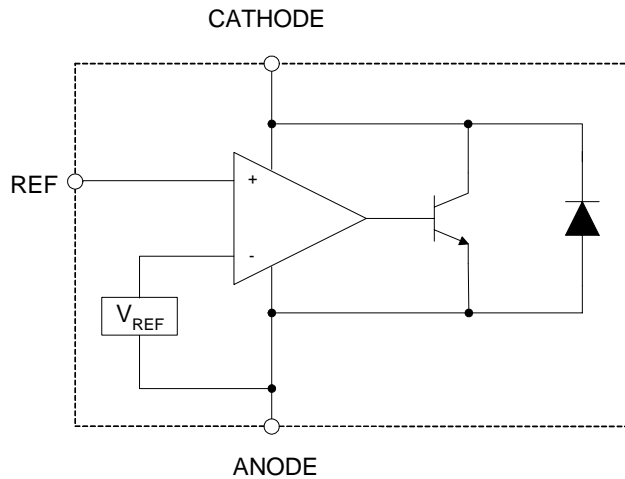 CATHODE
REF
+
-
VREF
ANODE